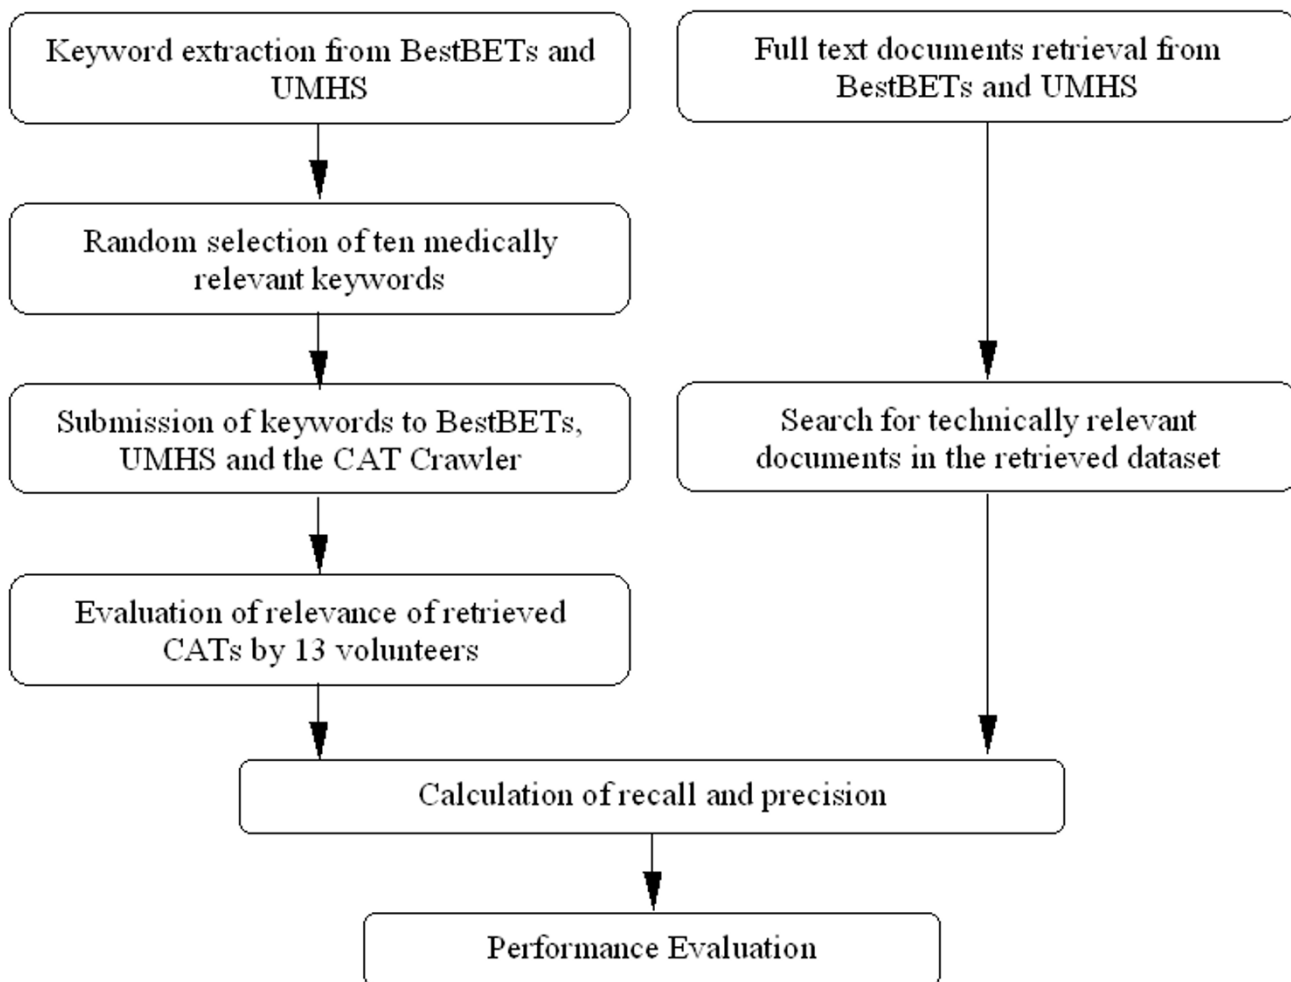 Keyword extraction from BestBETs and
UMHS
Full text documents retrieval from
BestBETs and UMHS
Random selection of ten medically
relevant keywords
Submission of keywords to BestBETs,
UMHS and the CAT Crawler
Search for technically relevant
documents in the retrieved dataset
Evaluation of relevance of retrieved
CATs by 13 volunteers
Calculation of recall and precision
Performance Evaluation